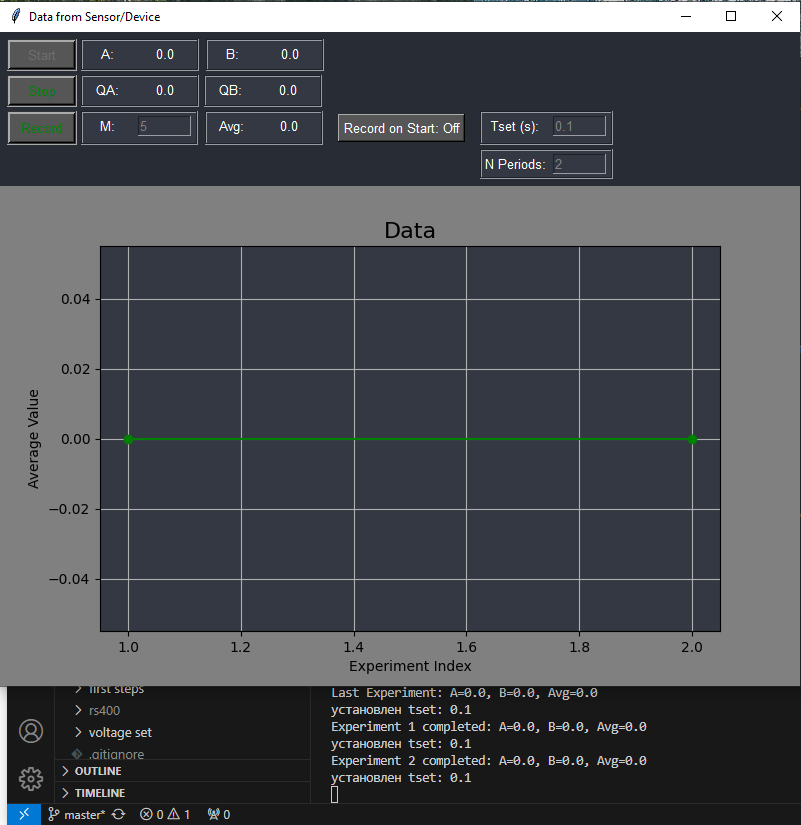 Data from Sensor/Device
Start A: 0.0 B: 0.0
Stop QA: 0.0 QB: 0.0
Record M: 5 Avg: 0.0 Record on Start: Off Tset (s): 0.1
N Periods: 2
Data
0.04
0.02
0.00
−0.02
−0.04
Average Value
1.0 1.2 1.4 1.6 1.8 2.0
Experiment Index
first steps
rs400
voltage set
.gitignore
OUTLINE
TIMELINE
Last Experiment: A=0.0, B=0.0, Avg=0.0
установлен tset: 0.1
Experiment 1 completed: A=0.0, B=0.0, Avg=0.0
установлен tset: 0.1
Experiment 2 completed: A=0.0, B=0.0, Avg=0.0
установлен tset: 0.1
master* 0 1 0